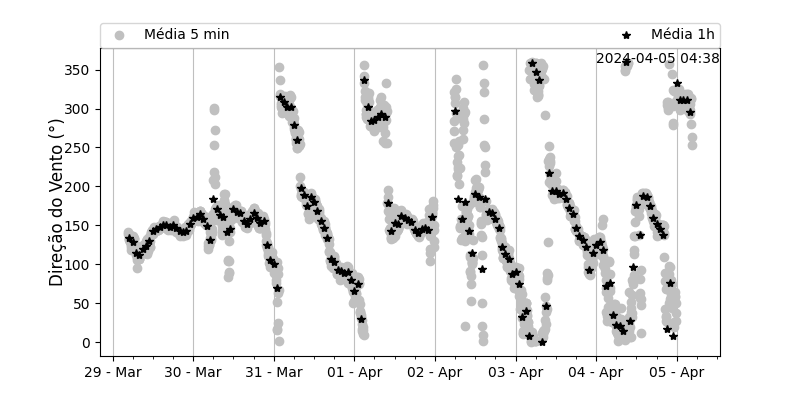 Média 5 min
Média 1h
2024-04-05 04:38
Direção do Vento (°)
350
300
250
200
150
100
50
0
29 - Mar
30 - Mar
31 - Mar
01 - Apr
02 - Apr
03 - Apr
04 - Apr
05 - Apr